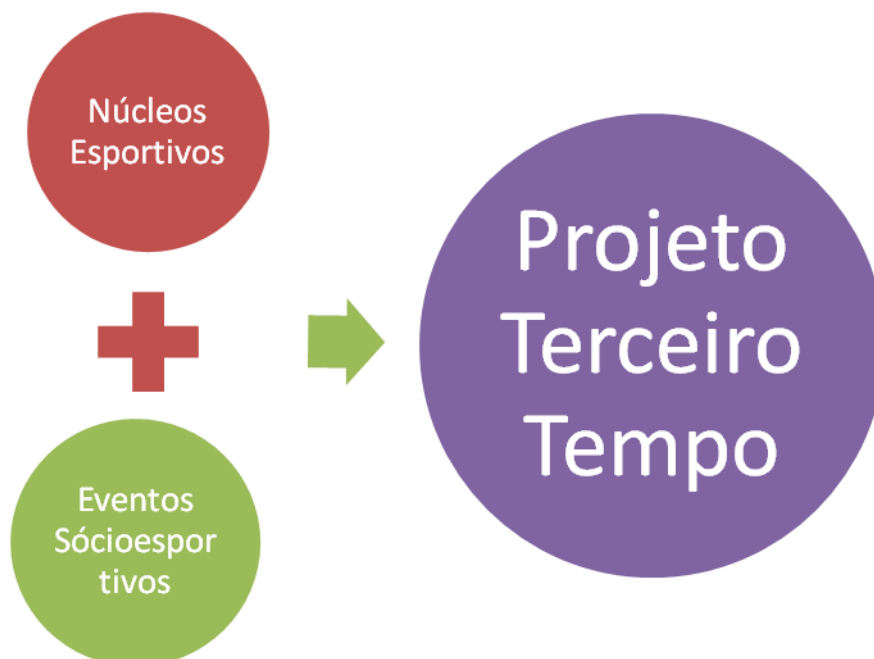 Núcleos
Esportivos
Eventos
Sócioespor
tivos
Projeto
Terceiro
Tempo